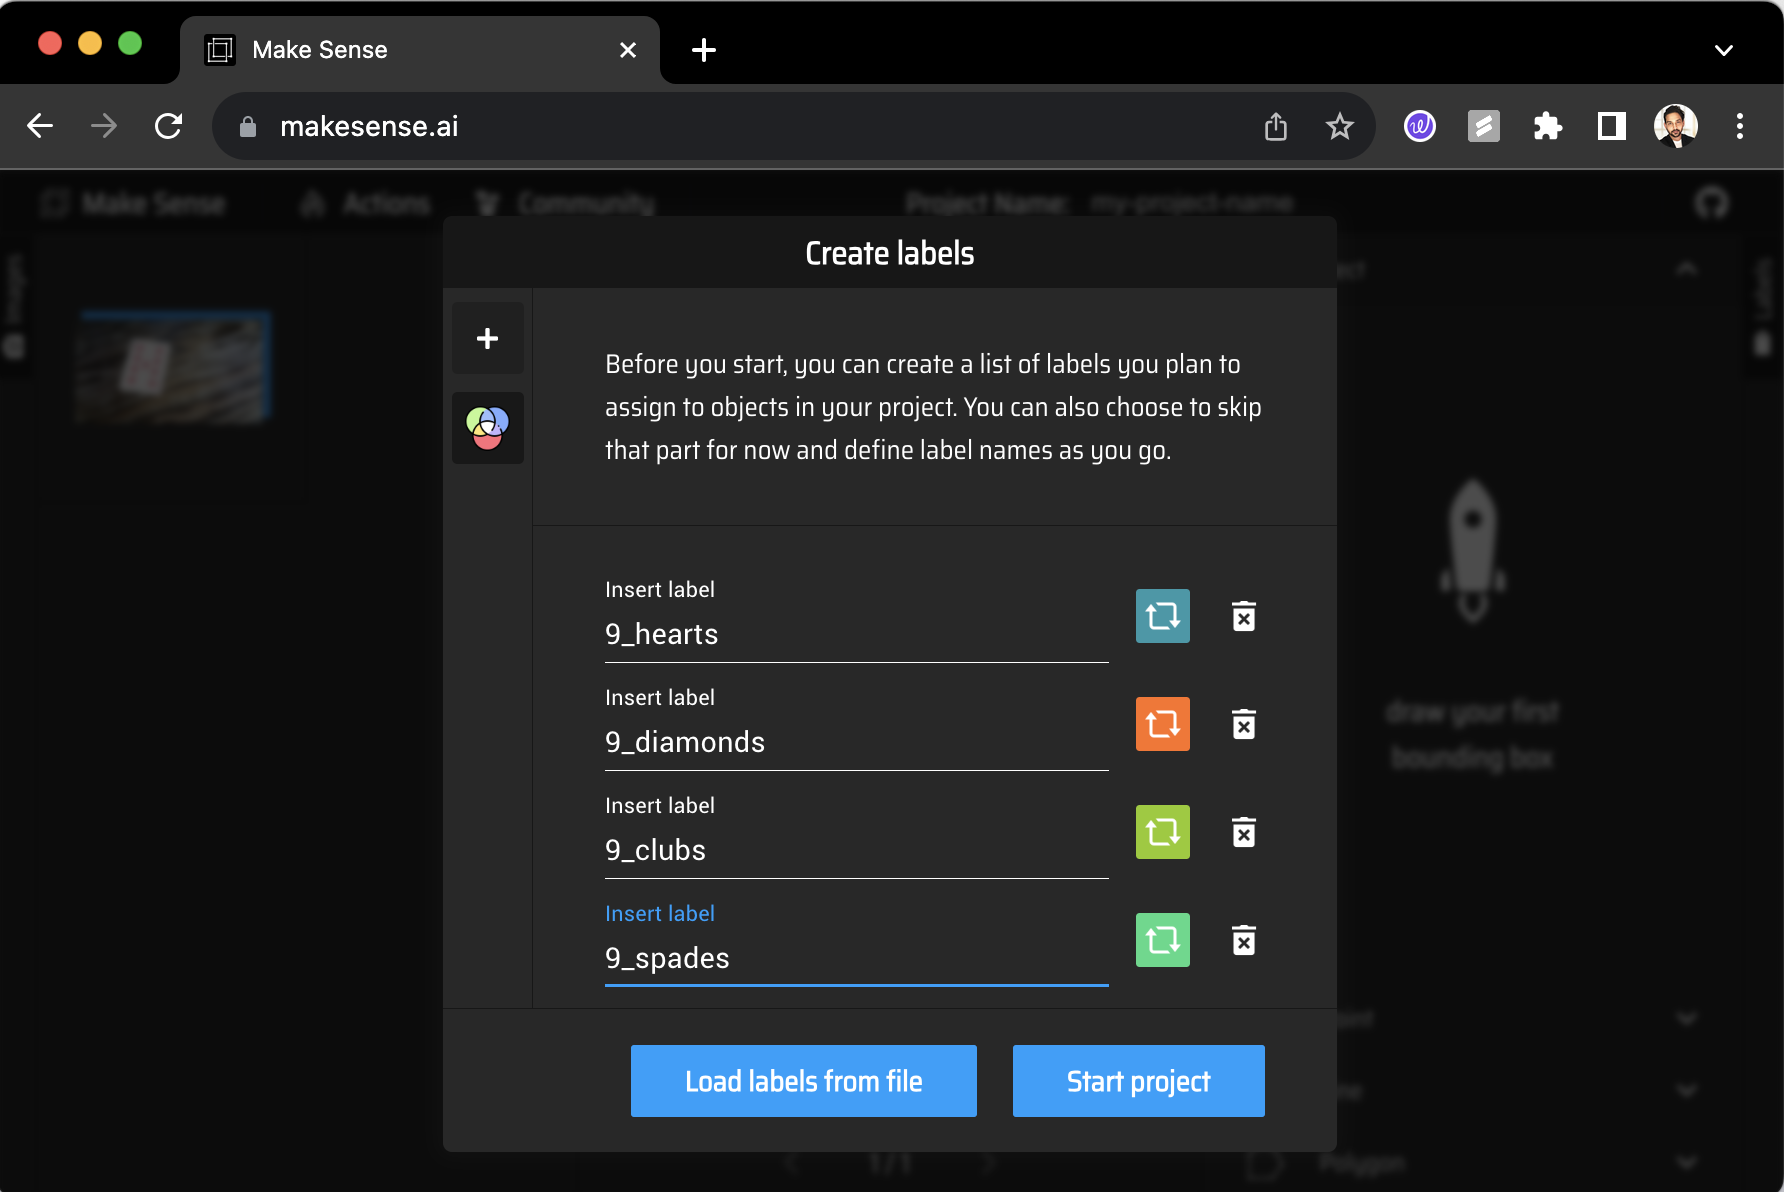 Make Sense
makesense.ai
Make Sense
Actions
Community
Project Name: my-project-name
Images
Labels
Create labels
Before you start, you can create a list of labels you plan to
assign to objects in your project. You can also choose to skip
that part for now and define label names as you go.
Insert label
9_hearts
Insert label
9_diamonds
Insert label
9_clubs
Insert label
9_spades
draw your first
bounding box
Load labels from file
Start project
1 / 1
Polygon